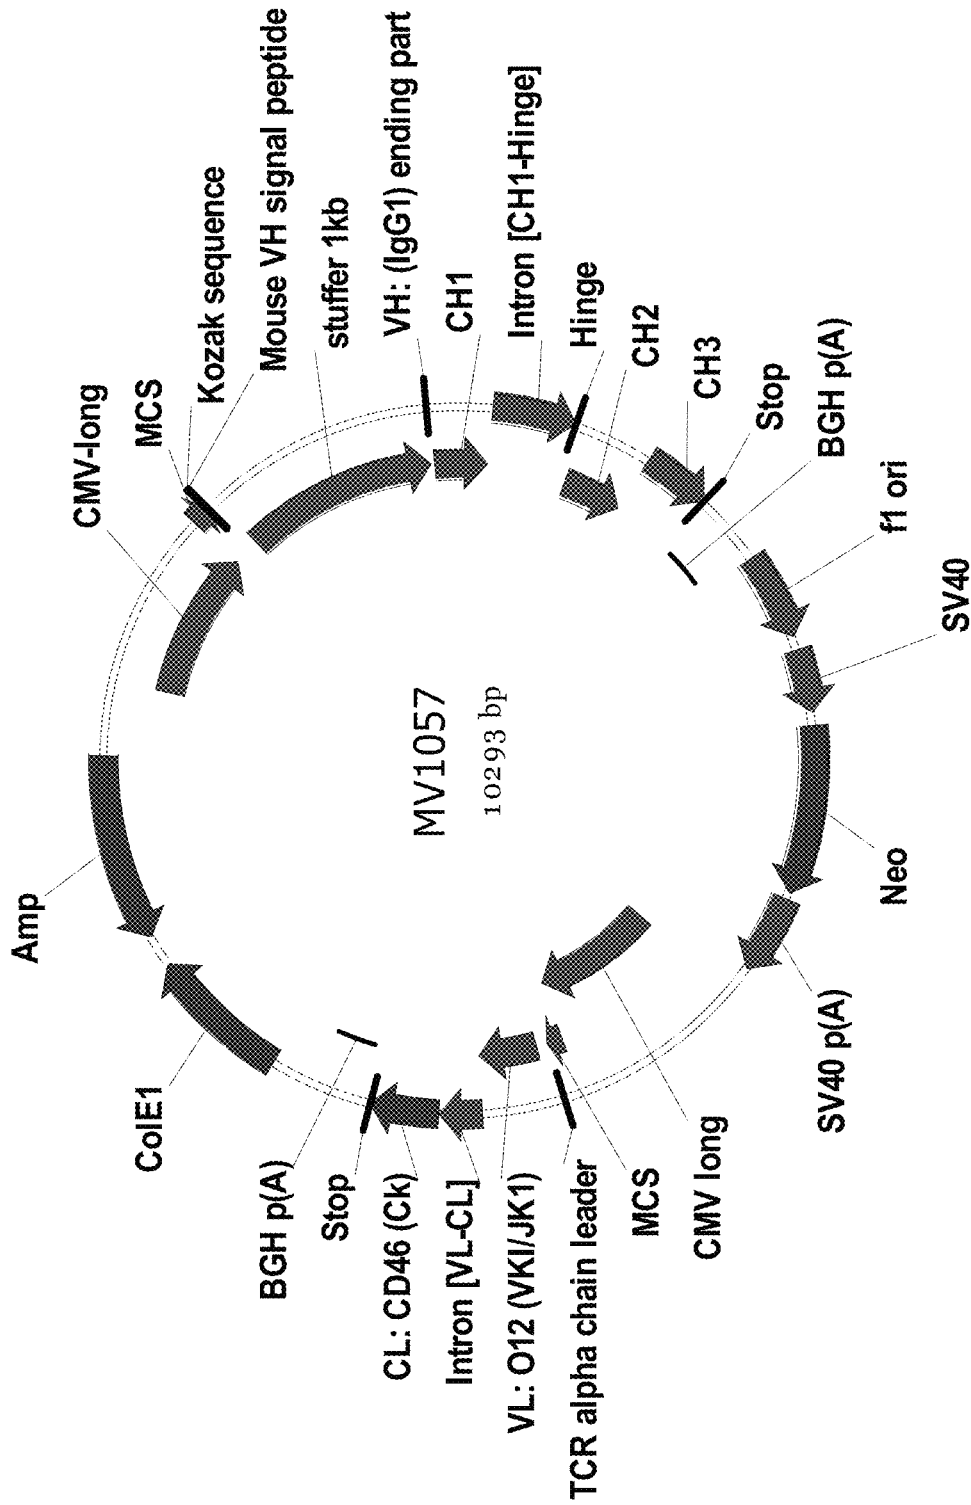 CMV-long
MCS
Kozak sequence
Mouse VH signal peptide
stuffer 1kb
VH: (IgG1) ending part
CH1
Intron [CH1-Hinge]
Hinge
CH2
CH3
Stop
BGH p(A)
f1 ori
SV40
Neo
SV40 p(A)
CMV long
MCS
TCR alpha chain leader
VL: O12 (VKI/JK1)
Intron [VL-CL]
CL: CD46 (Ck)
Stop
BGH p(A)
ColE1
Amp
MV1057
10293 bp